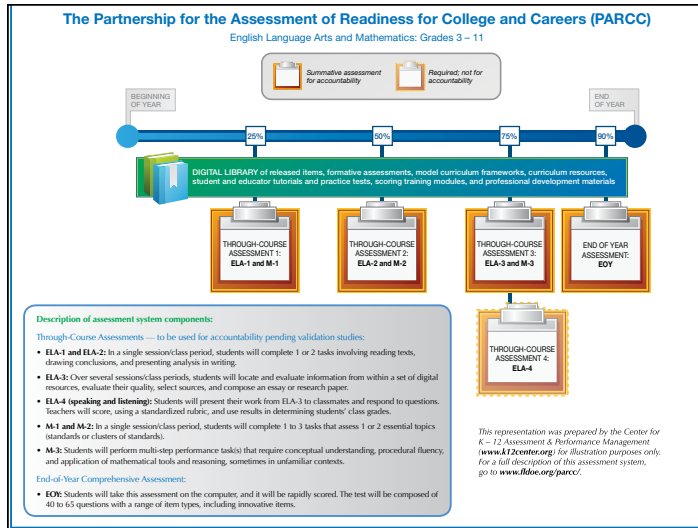 The Partnership for the Assessment of Readiness for College and Careers (PARCC)
English Language Arts and Mathematics: Grades 3 – 11
Summative assessment
for accountability
Required; not for
accountability
BEGINNING
OF YEAR
END
OF YEAR
25%
50%
75%
90%
DIGITAL LIBRARY of released items, formative assessments, model curriculum frameworks, curriculum resources,
student and educator tutorials and practice tests, scoring training modules, and professional development materials
THROUGH-COURSE
ASSESSMENT 1:
ELA-1 and M-1
THROUGH-COURSE
ASSESSMENT 2:
ELA-2 and M-2
THROUGH-COURSE
ASSESSMENT 3:
ELA-3 and M-3
END OF YEAR
ASSESSMENT:
EOY
THROUGH-COURSE
ASSESSMENT 4:
ELA-4
Description of assessment system components:
Through-Course Assessments — to be used for accountability pending validation studies:
• ELA-1 and ELA-2: In a single session/class period, students will complete 1 or 2 tasks involving reading texts,
drawing conclusions, and presenting analysis in writing.
• ELA-3: Over several sessions/class periods, students will locate and evaluate information from within a set of digital
resources, evaluate their quality, select sources, and compose an essay or research paper.
• ELA-4 (speaking and listening): Students will present their work from ELA-3 to classmates and respond to questions.
Teachers will score, using a standardized rubric, and use results in determining students' class grades.
• M-1 and M-2: In a single session/class period, students will complete 1 to 3 tasks that assess 1 or 2 essential topics
(standards or clusters of standards).
• M-3: Students will perform multi-step performance task(s) that require conceptual understanding, procedural fluency,
and application of mathematical tools and reasoning, sometimes in unfamiliar contexts.
End-of-Year Comprehensive Assessment:
• EOY: Students will take this assessment on the computer, and it will be rapidly scored. The test will be composed of
40 to 65 questions with a range of item types, including innovative items.
This representation was prepared by the Center for
K – 12 Assessment & Performance Management
(www.k12center.org) for illustration purposes only.
For a full description of this assessment system,
go to www.fldoe.org/parcc/.